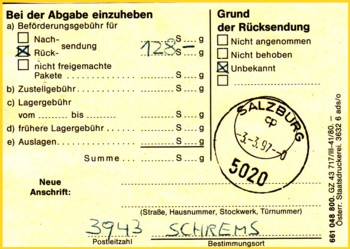 Bei der Abgabe einzuheben
a) Beförderungsgebühr für
Nach-
sendung S g
Rück- 128,- S g
nicht freigemachte
Pakete S g
b) Zustellgebühr S g
c) Lagergebühr
vom bis S g
d) frühere Lagergebühr S g
e) Auslagen S g
Summe S g
Grund
der Rücksendung
Nicht angenommen
Nicht behoben
Unbekannt
SALZBURG
-3.-3.97-0
5020
Neue
Anschrift:
(Straße, Hausnummer, Stockwerk, Türnummer)
3943 SCHREMS
Postleitzahl Bestimmungsort
661 048 800. GZ 43 717/III-41/80. –
Österr. Staatsdruckerei. 3632 6 ads/o